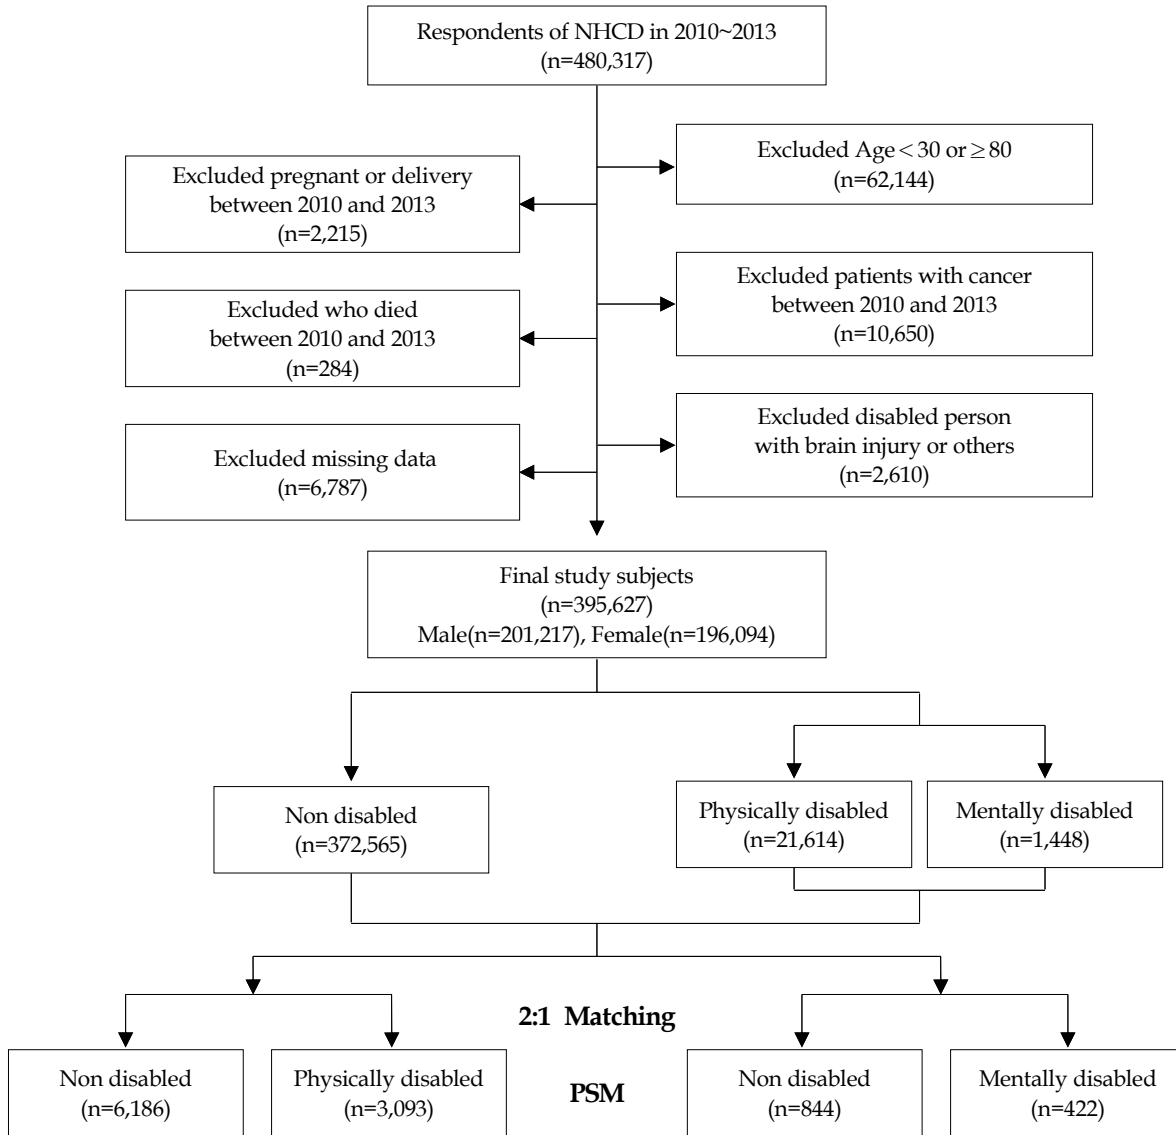 Respondents of NHCD in 2010~2013
(n=480,317)
Excluded Age < 30 or ≥ 80
(n=62,144)
Excluded pregnant or delivery
between 2010 and 2013
(n=2,215)
Excluded patients with cancer
between 2010 and 2013
(n=10,650)
Excluded who died
between 2010 and 2013
(n=284)
Excluded disabled person
with brain injury or others
(n=2,610)
Excluded missing data
(n=6,787)
Final study subjects
(n=395,627)
Male(n=201,217), Female(n=196,094)
Non disabled
(n=372,565)
Physically disabled
(n=21,614)
Mentally disabled
(n=1,448)
2:1 Matching
Non disabled
(n=6,186)
Physically disabled
(n=3,093)
PSM
Non disabled
(n=844)
Mentally disabled
(n=422)